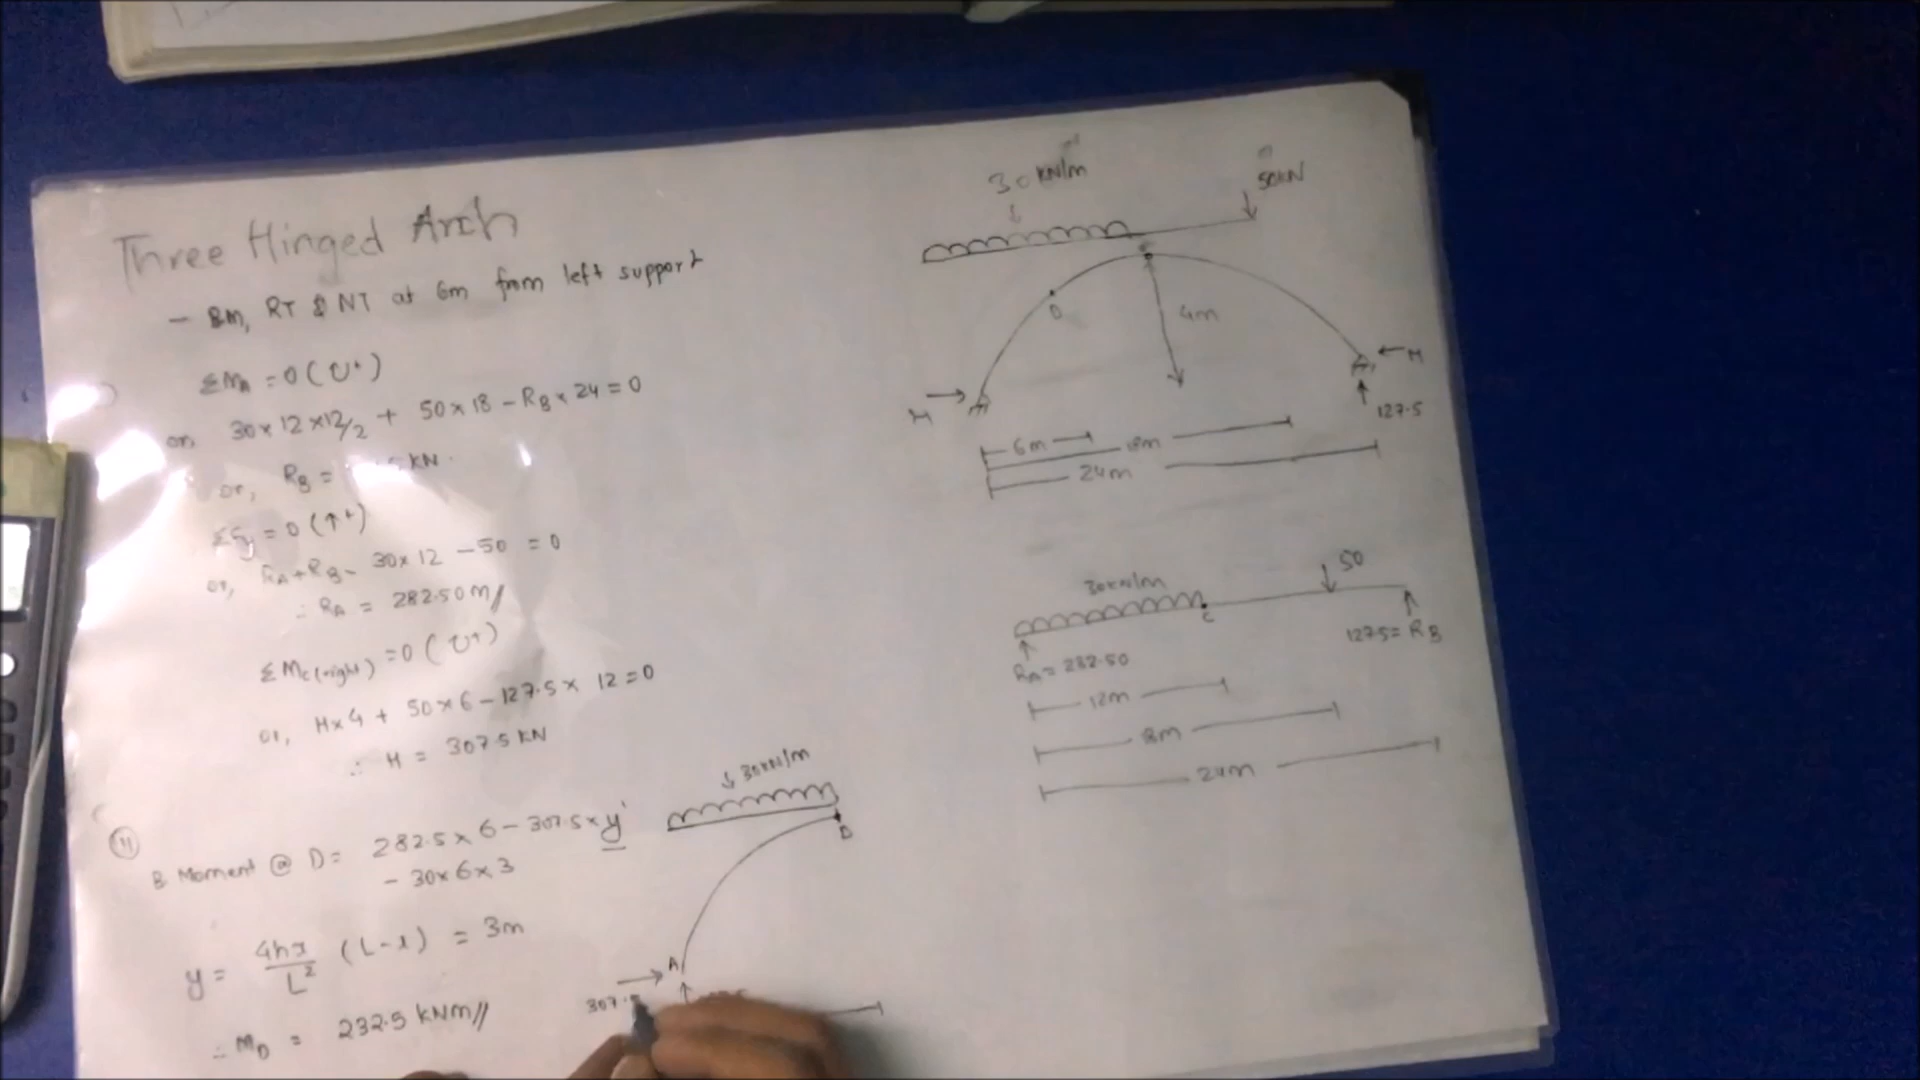 Three Hinged Arch
- BM, RT & NT at 6m from left support
ΣMA = 0 (↻+)
or, 30 x 12 x 12/2 + 50 x 18 - RB x 24 = 0
or, RB = 5 KN.
ΣFy = 0 (↑+)
or, RA + RB - 30 x 12 - 50 = 0
∴ RA = 282.50 m//
ΣMc(right) = 0 (↻+)
or, H x 4 + 50 x 6 - 127.5 x 12 = 0
∴ H = 307.5 KN
(11)
B Moment @ D = 282.5 x 6 - 307.5 x y
- 30 x 6 x 3
y = 4hx/L² (L-x) = 3m
∴ MD = 232.5 kNm//
↓ 30 KN/m
D
A
307.5
30 KN/m
50KN
C
D
4m
H
H
127.5
6m
18m
24m
30KN/m
50
C
RA = 282.50
127.5 = RB
12m
18m
24m